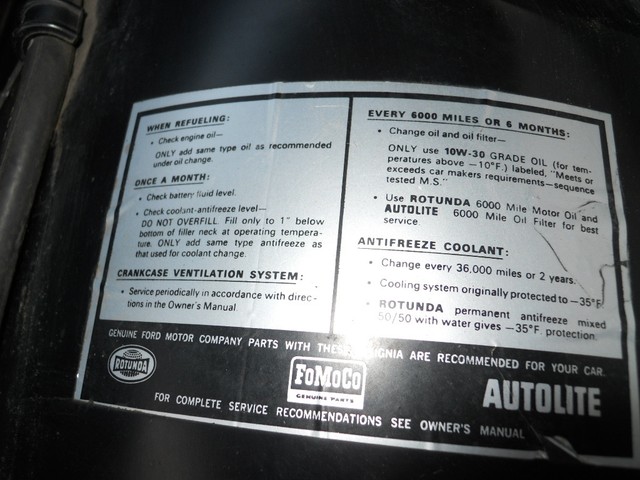 WHEN REFUELING:
• Check engine oil—
ONLY add same type oil as recommended
under oil change.
ONCE A MONTH:
• Check battery fluid level.
• Check coolant-antifreeze level—
DO NOT OVERFILL. Fill only to 1" below
bottom of filler neck at operating tempera-
ture. ONLY add same type antifreeze as
that used for coolant change.
CRANKCASE VENTILATION SYSTEM:
• Service periodically in accordance with direc-
tions in the Owner's Manual
EVERY 6000 MILES OR 6 MONTHS:
• Change oil and oil filter—
ONLY use 10W-30 GRADE OIL (for tem-
peratures above —10°F.) labeled, "Meets or
exceeds car makers requirements—sequence
tested M.S."
• Use ROTUNDA 6000 Mile Motor Oil and
AUTOLITE 6000 Mile Oil Filter for best
service.
ANTIFREEZE COOLANT:
• Change every 36,000 miles or 2 years.
• Cooling system originally protected to —35°F.
• ROTUNDA permanent antifreeze mixed
50/50 with water gives —35°F. protection.
GENUINE FORD MOTOR COMPANY PARTS WITH ARE RECOMMENDED FOR YOUR CAR.
ROTUNDA
FoMoCo
GENUINE PARTS
AUTOLITE
FOR COMPLETE SERVICE RECOMMENDATIONS SEE OWNER'S MANUAL